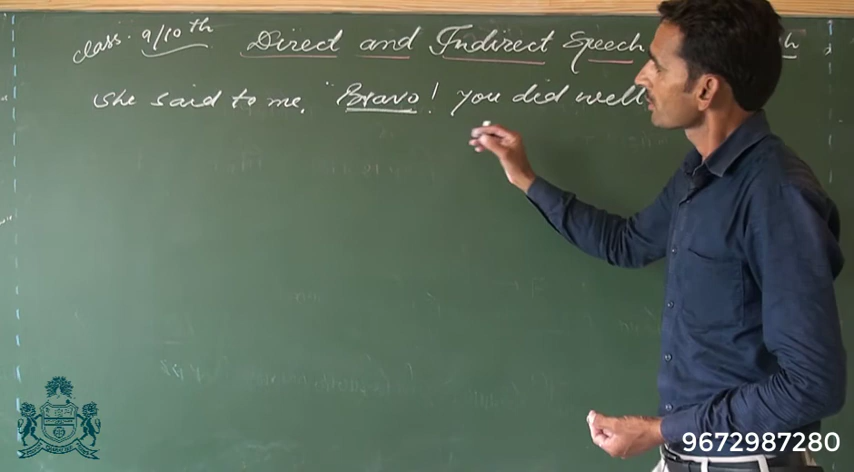 class. 9/10th Direct and Indirect Speech
She said to me, "Bravo! you did well
9672987280